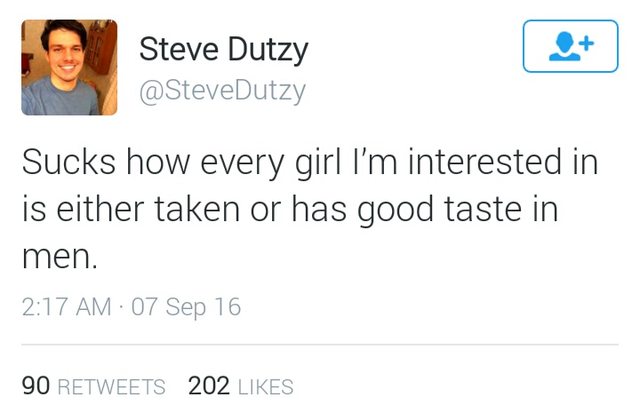 Steve Dutzy
@SteveDutzy
Sucks how every girl I'm interested in
is either taken or has good taste in
men.
2:17 AM · 07 Sep 16
90 RETWEETS 202 LIKES